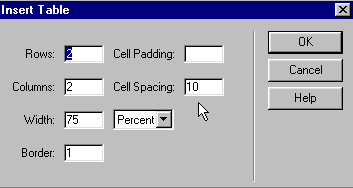 Insert Table
Rows: 2 Cell Padding: OK
Cancel
Columns: 2 Cell Spacing: 10
Help
Width: 75 Percent
Border: 1